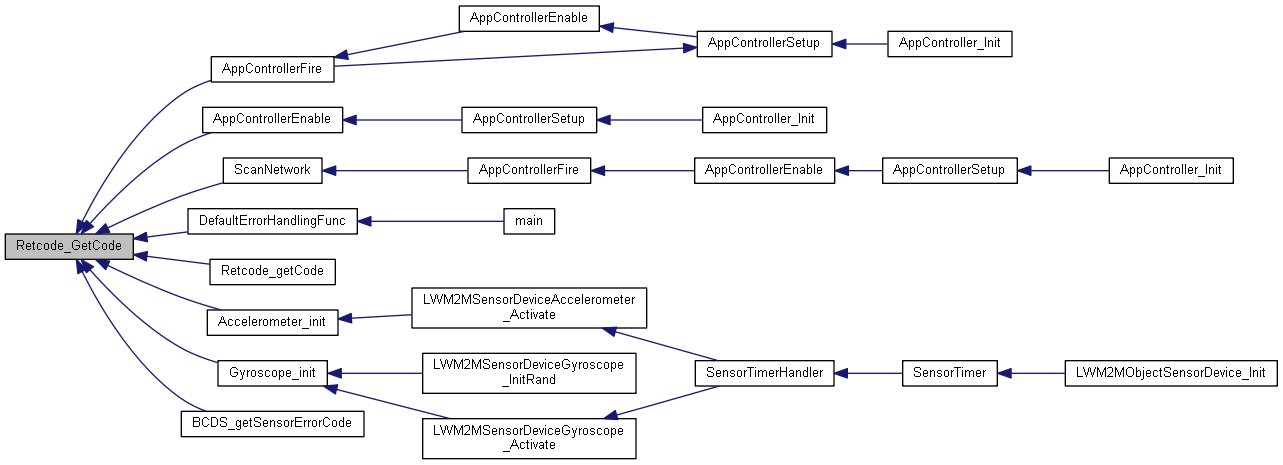 AppControllerEnable
AppControllerSetup
AppController_Init
AppControllerFire
AppControllerEnable
AppControllerSetup
AppController_Init
ScanNetwork
AppControllerFire
AppControllerEnable
AppControllerSetup
AppController_Init
DefaultErrorHandlingFunc
main
Retcode_GetCode
Retcode_getCode
LWM2MSensorDeviceAccelerometer
_Activate
Accelerometer_init
LWM2MSensorDeviceGyroscope
_InitRand
Gyroscope_init
SensorTimerHandler
SensorTimer
LWM2MObjectSensorDevice_Init
BCDS_getSensorErrorCode
LWM2MSensorDeviceGyroscope
_Activate